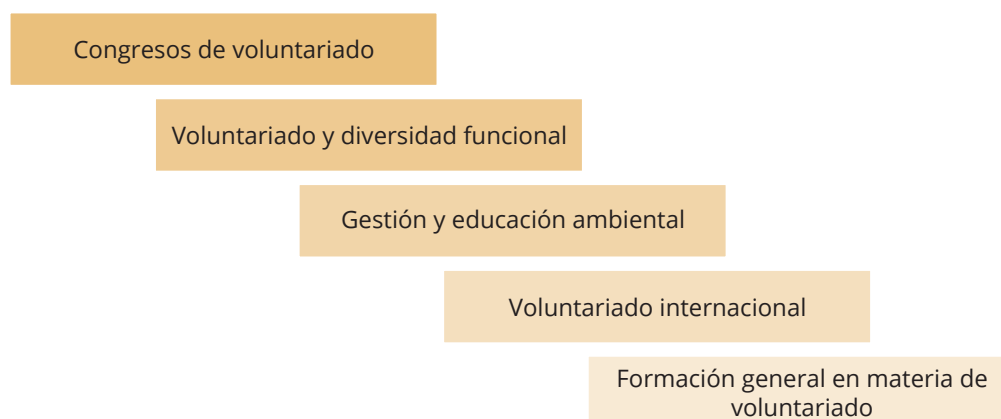 Congresos de voluntariado
Voluntariado y diversidad funcional
Gestión y educación ambiental
Voluntariado internacional
Formación general en materia de
voluntariado